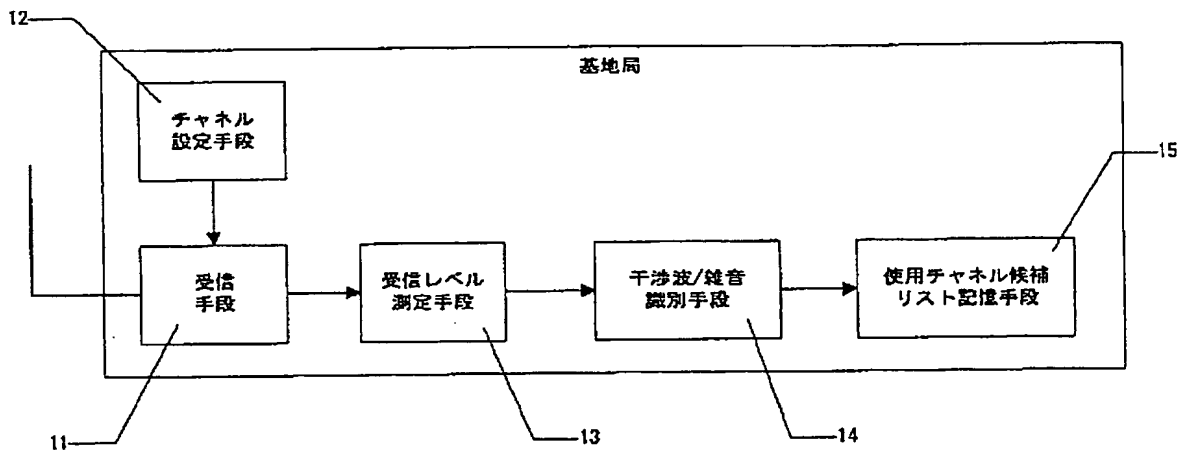 12
基地局
チャネル
設定手段
15
受信
手段
受信レベル
測定手段
干渉波/雑音
識別手段
使用チャネル候補
リスト記憶手段
11
13
14